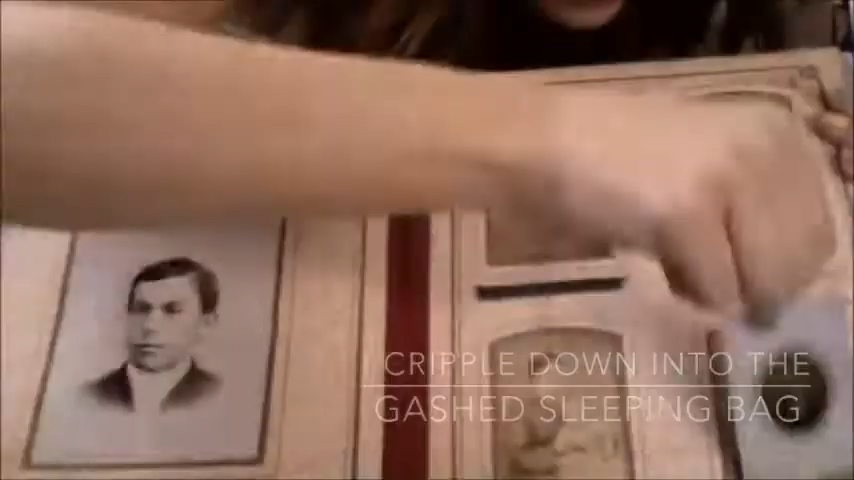 I CRIPPLE DOWN INTO THE
GASHED SLEEPING BAG